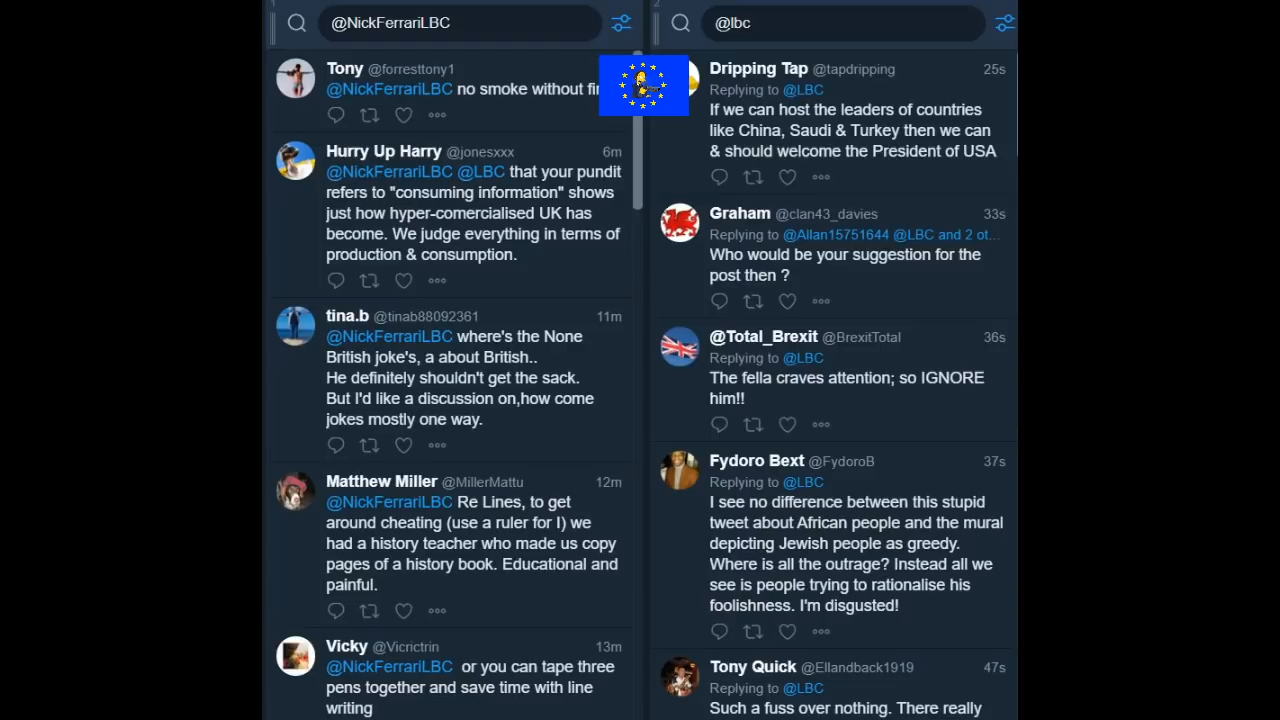 1
@NickFerrariLBC
Tony @forresttony1
@NickFerrariLBC no smoke without
Hurry Up Harry @jonesxxx 6m
@NickFerrariLBC @LBC that your pundit
refers to "consuming information" shows
just how hyper-comercialised UK has
become. We judge everything in terms of
production & consumption.
tina.b @tinab88092361 11m
@NickFerrariLBC where's the None
British joke's, a about British..
He definitely shouldn't get the sack.
But I'd like a discussion on,how come
jokes mostly one way.
Matthew Miller @MillerMattu 12m
@NickFerrariLBC Re Lines, to get
around cheating (use a ruler for I) we
had a history teacher who made us copy
pages of a history book. Educational and
painful.
Vicky @Vicrictrin 13m
@NickFerrariLBC or you can tape three
pens together and save time with line
writing
2
@lbc
Dripping Tap @tapdripping 25s
Replying to @LBC
If we can host the leaders of countries
like China, Saudi & Turkey then we can
& should welcome the President of USA
Graham @clan43_davies 33s
Replying to @Allan15751644 @LBC and 2 ot...
Who would be your suggestion for the
post then ?
@Total_Brexit @BrexitTotal 36s
Replying to @LBC
The fella craves attention; so IGNORE
him!!
Fydoro Bext @FydoroB 37s
Replying to @LBC
I see no difference between this stupid
tweet about African people and the mural
depicting Jewish people as greedy.
Where is all the outrage? Instead all we
see is people trying to rationalise his
foolishness. I'm disgusted!
Tony Quick @Ellandback1919 47s
Replying to @LBC
Such a fuss over nothing. There really